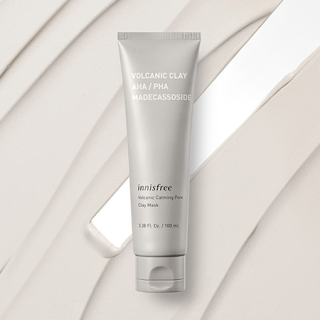 VOLCANIC CLAY
AHA / PHA
MADECASSOSIDE
innisfree
Volcanic Calming Pore
Clay Mask
3.38 Fl. Oz. / 100 mL